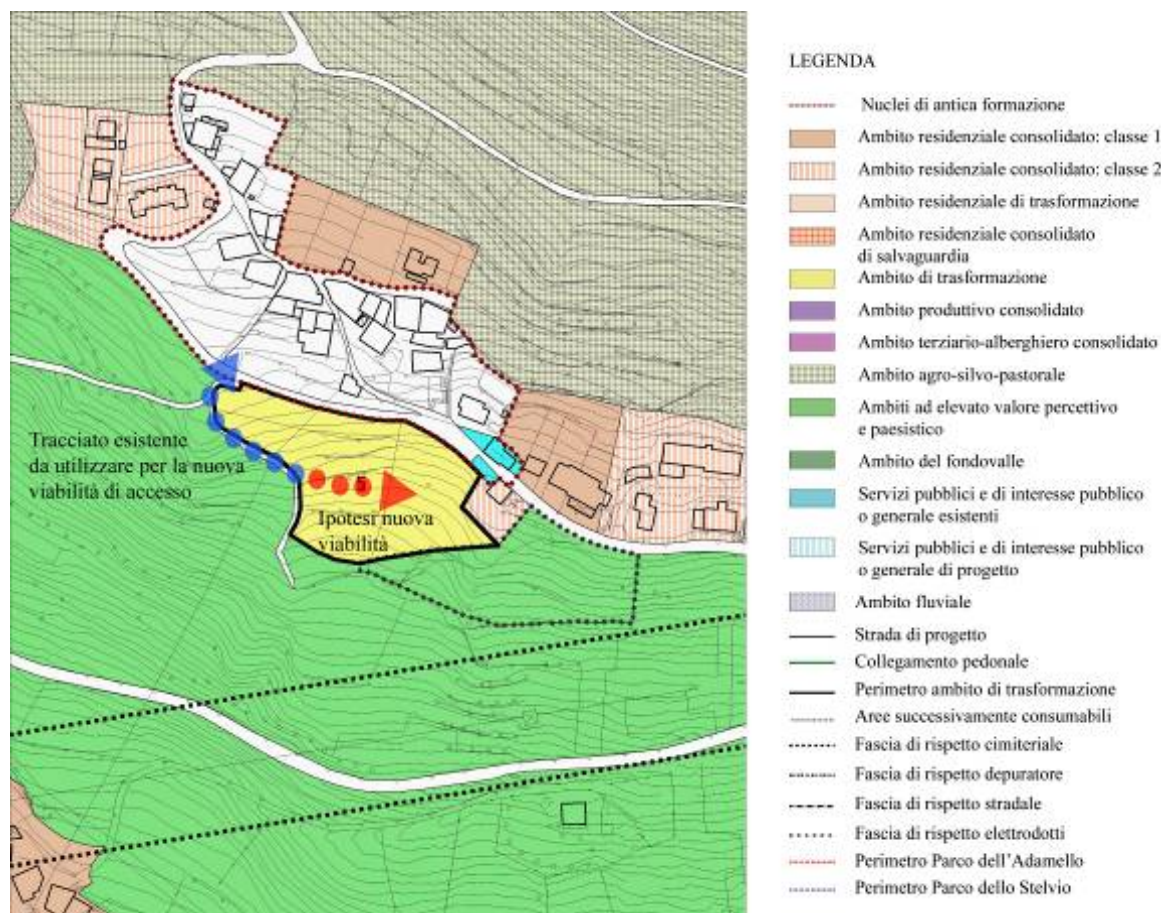 Tracciato esistente
da utilizzare per la nuova
viabilità di accesso
5
Ipotesi nuova
viabilità
LEGENDA
Nuclei di antica formazione
Ambito residenziale consolidato: classe 1
Ambito residenziale consolidato: classe 2
Ambito residenziale di trasformazione
Ambito residenziale consolidato
di salvaguardia
Ambito di trasformazione
Ambito produttivo consolidato
Ambito terziario-alberghiero consolidato
Ambito agro-silvo-pastorale
Ambiti ad elevato valore percettivo
e paesistico
Ambito del fondovalle
Servizi pubblici e di interesse pubblico
o generale esistenti
Servizi pubblici e di interesse pubblico
o generale di progetto
Ambito fluviale
Strada di progetto
Collegamento pedonale
Perimetro ambito di trasformazione
Aree successivamente consumabili
Fascia di rispetto cimiteriale
Fascia di rispetto depuratore
Fascia di rispetto stradale
Fascia di rispetto elettrodotti
Perimetro Parco dell'Adamello
Perimetro Parco dello Stelvio